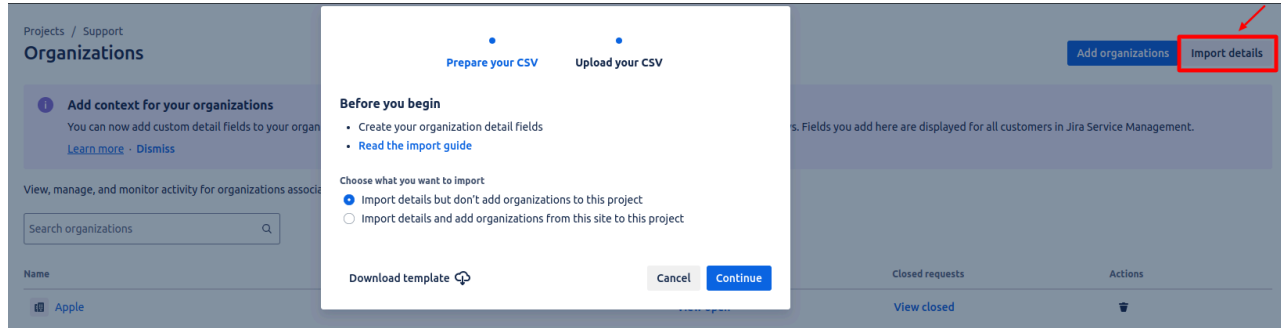 Projects / Support
Organizations
Add organizations
Import details
Add context for your organizations
You can now add custom detail fields to your organ
s. Fields you add here are displayed for all customers in Jira Service Management.
Learn more · Dismiss
View, manage, and monitor activity for organizations associa
Search organizations
Name
Closed requests
Actions
Apple
View closed
Prepare your CSV
Upload your CSV
Before you begin
• Create your organization detail fields
• Read the import guide
Choose what you want to import
Import details but don't add organizations to this project
Import details and add organizations from this site to this project
Download template
Cancel
Continue